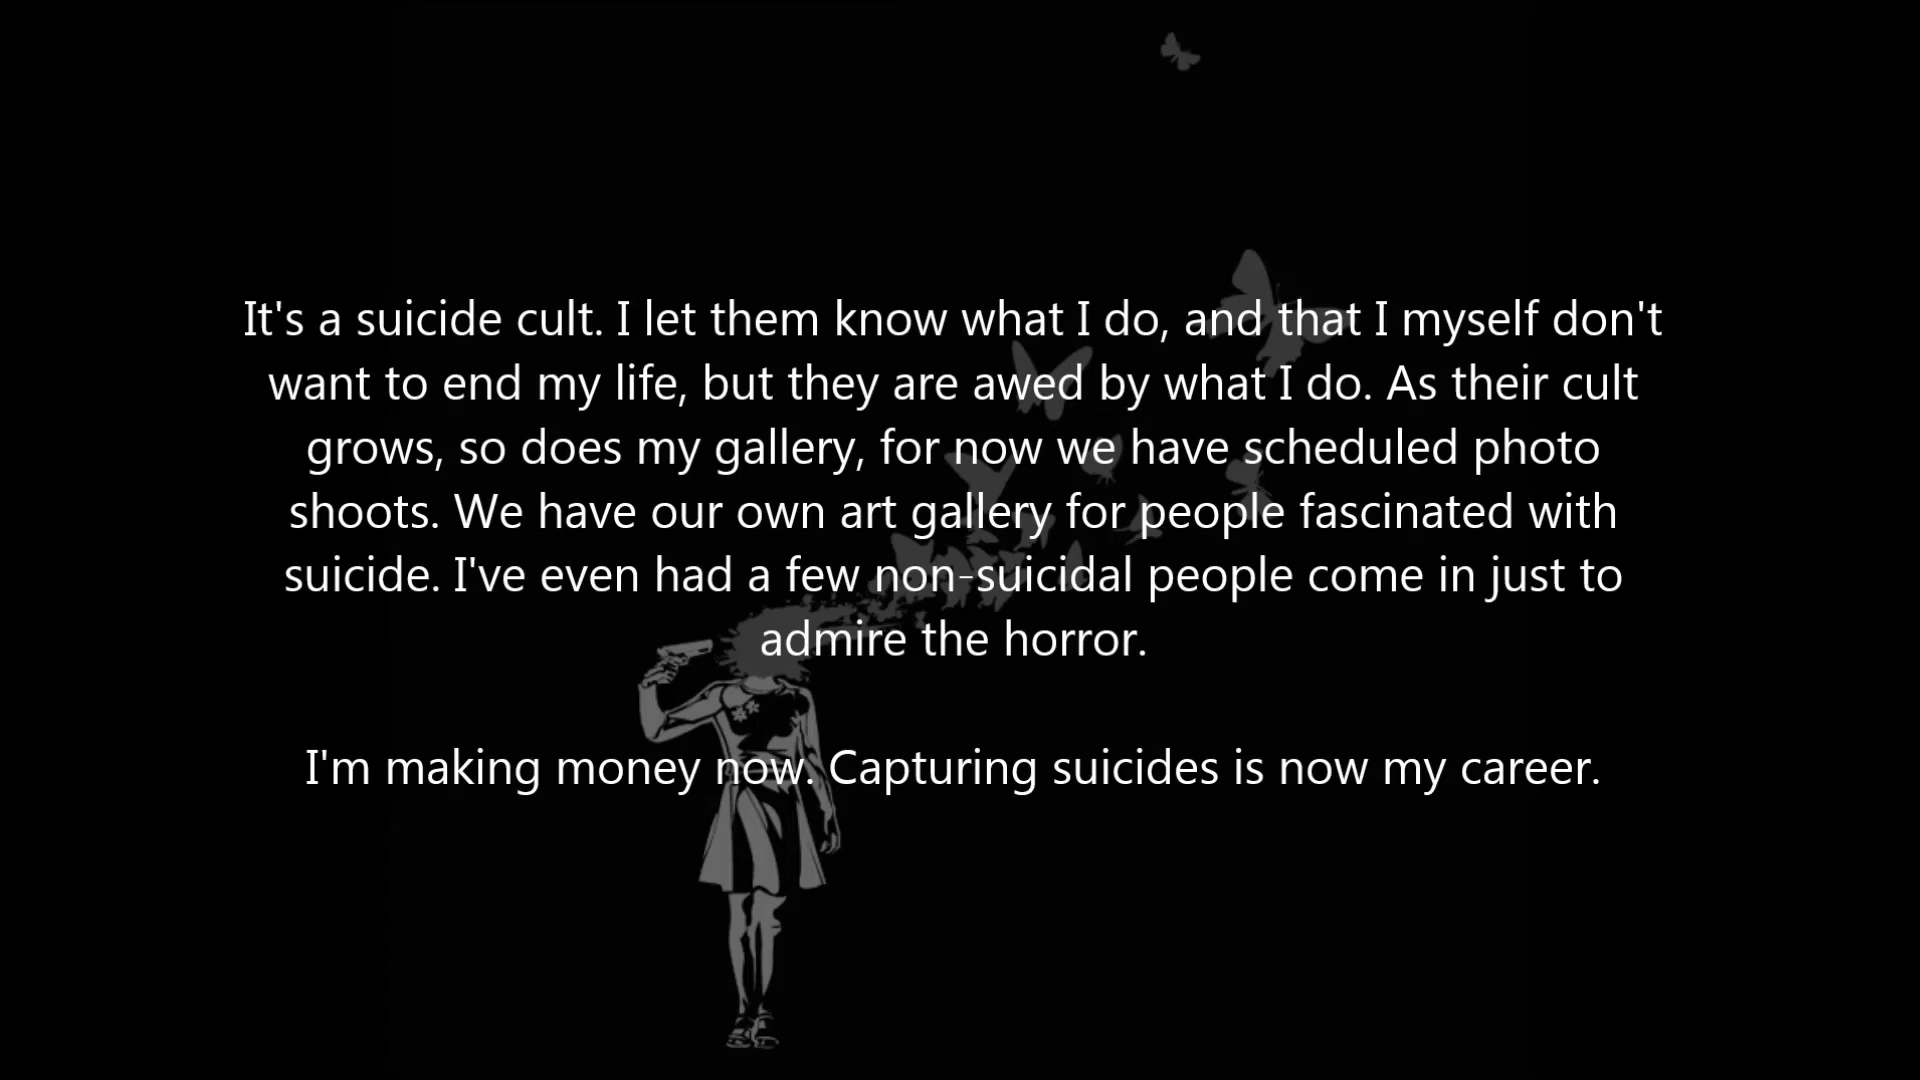 It's a suicide cult. I let them know what I do, and that I myself don't
want to end my life, but they are awed by what I do. As their cult
grows, so does my gallery, for now we have scheduled photo
shoots. We have our own art gallery for people fascinated with
suicide. I've even had a few non-suicidal people come in just to
admire the horror.
I'm making money now. Capturing suicides is now my career.